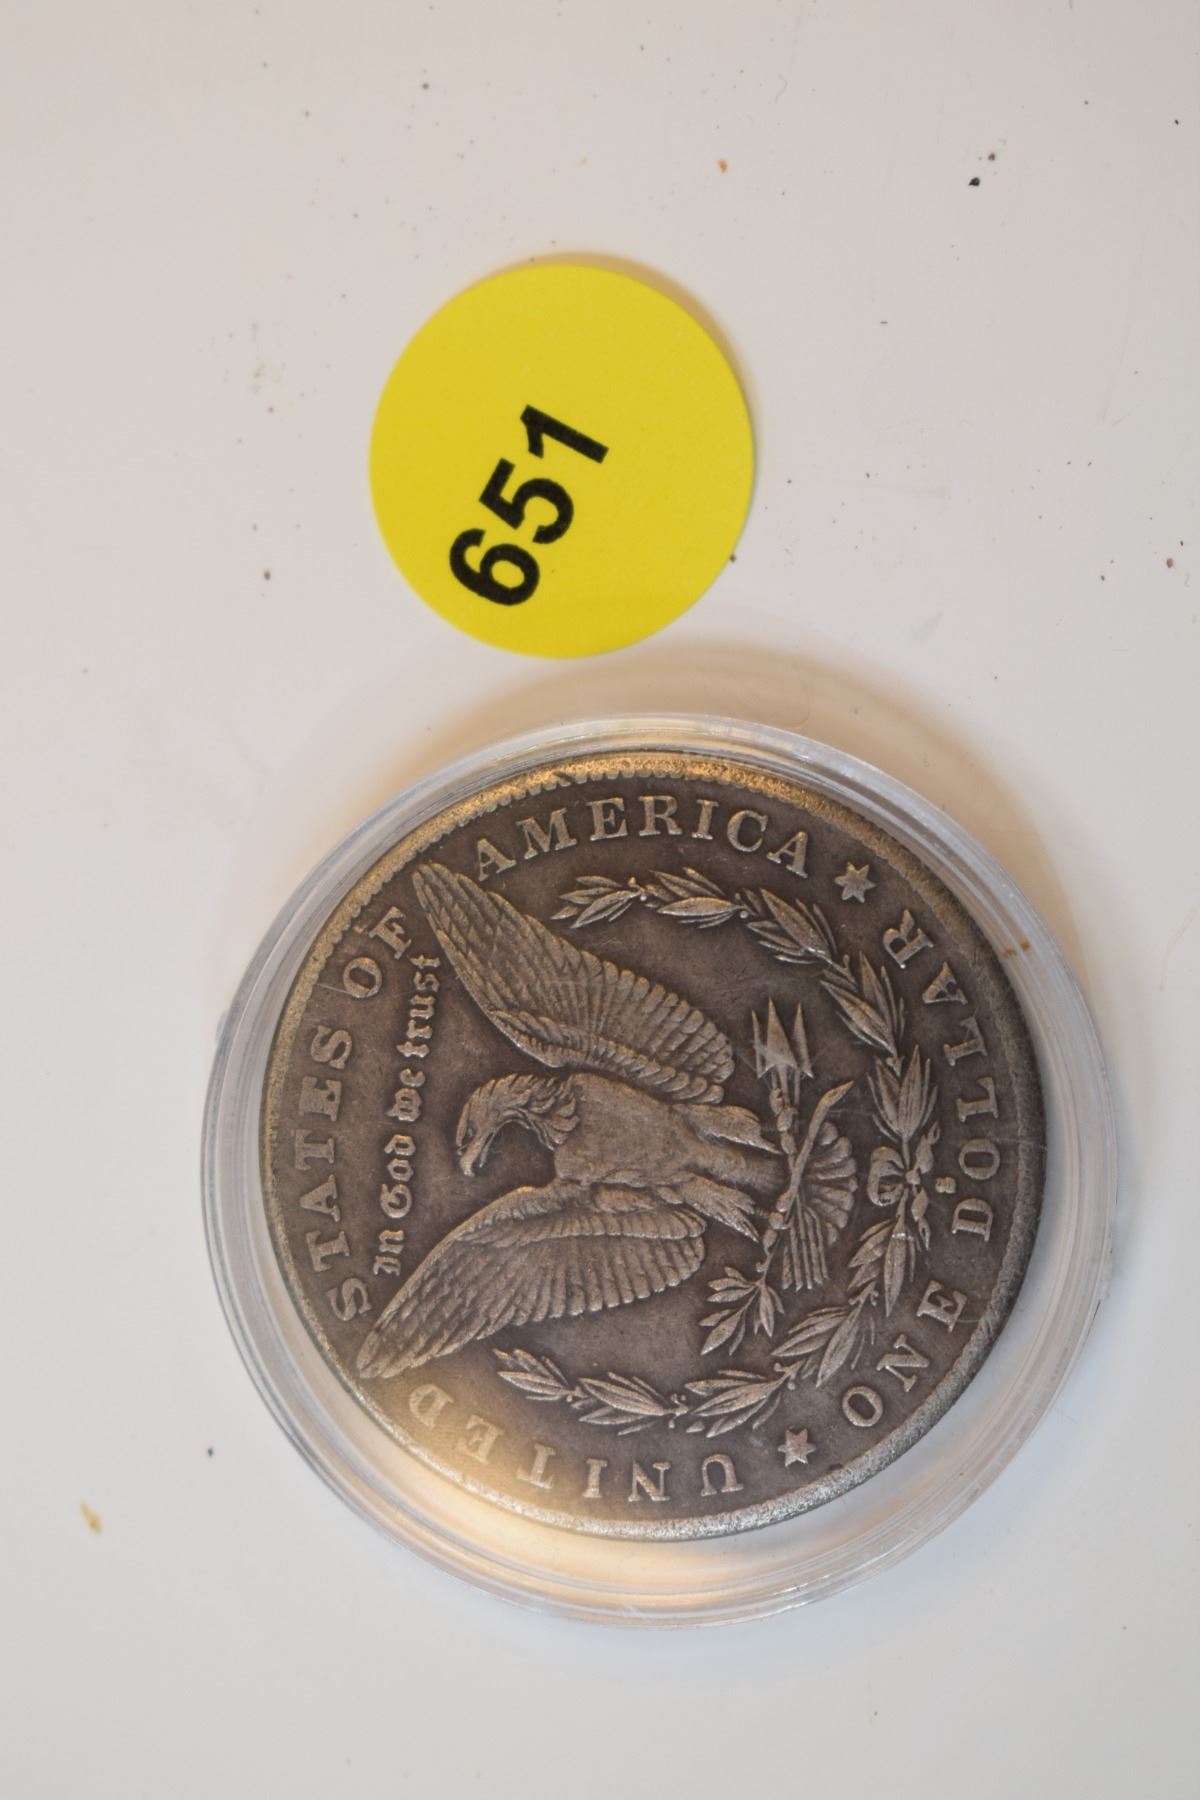 651
UNITED STATES OF AMERICA
In God we trust
S
ONE DOLLAR